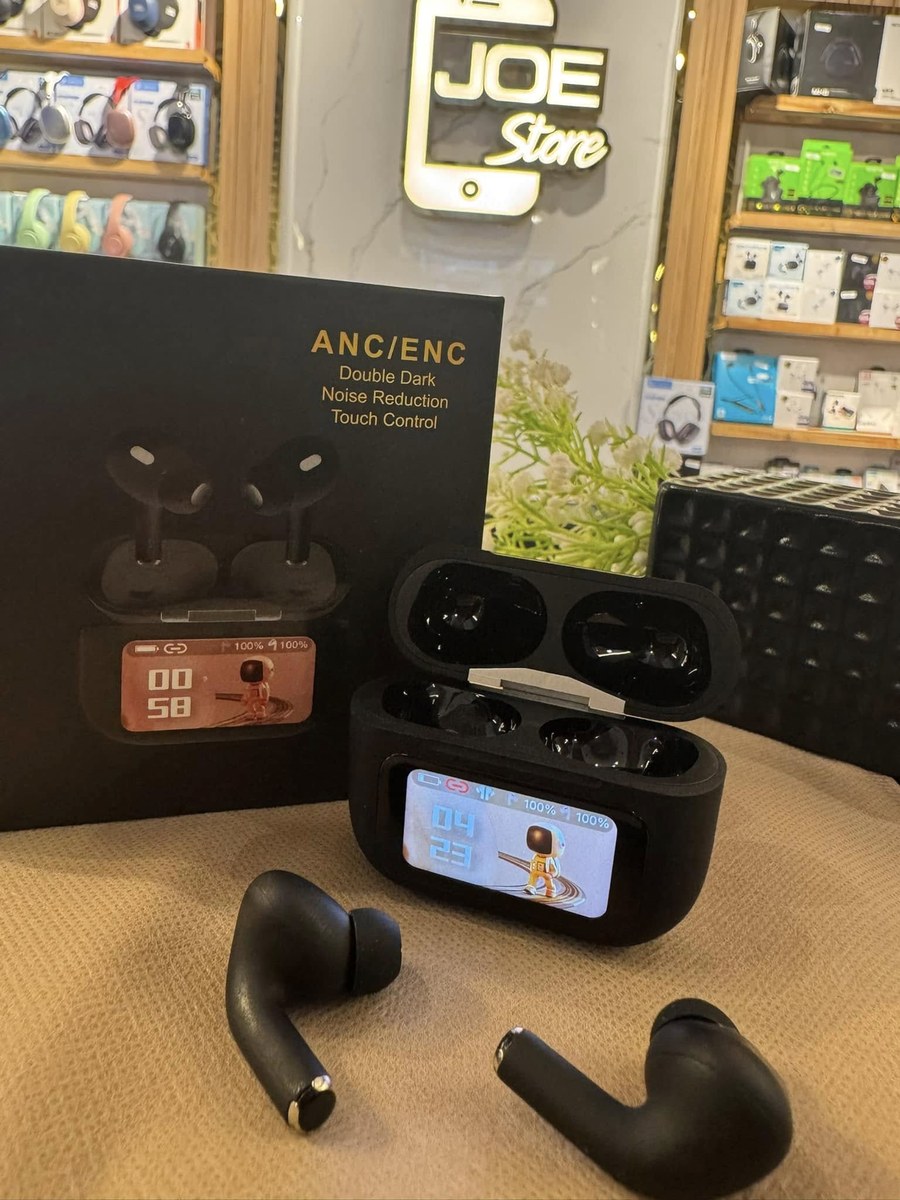 JOE
Store
ANC/ENC
Double Dark
Noise Reduction
Touch Control
100% 100%
00
58
100% 100%
04
23